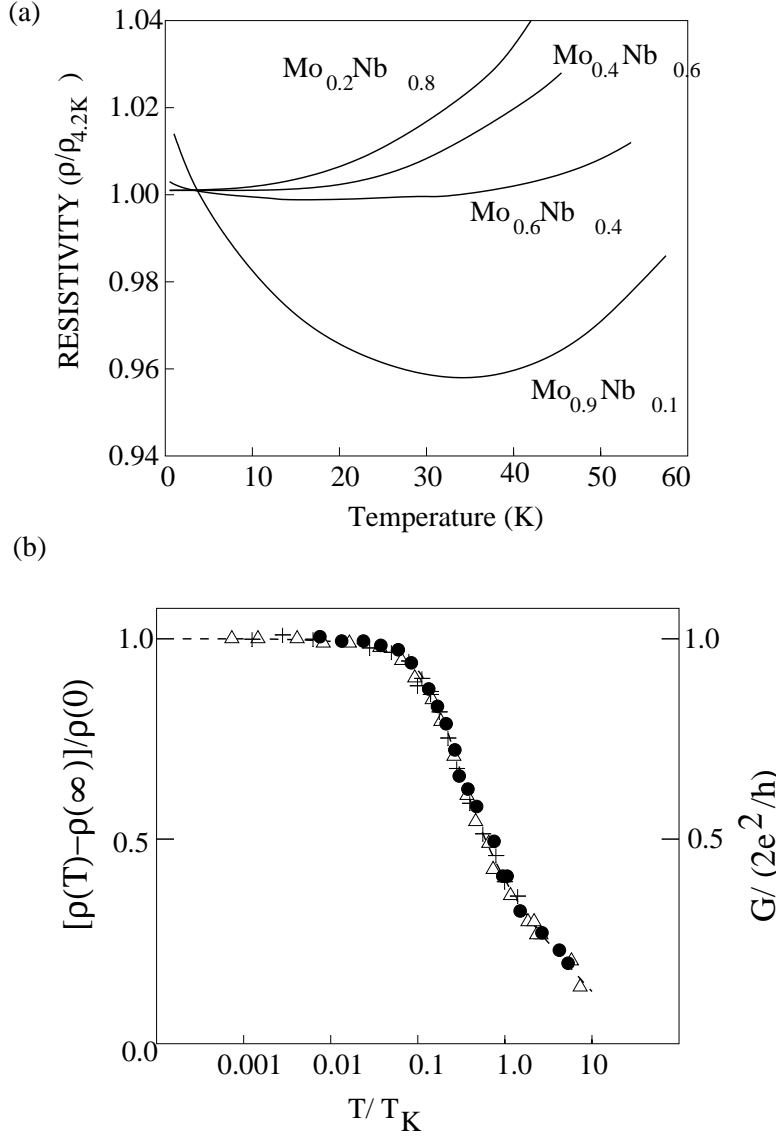 (a)
1.04
1.02
1.00
0.98
0.96
0.94
RESISTIVITY (ρ/ρ4.2K )
Mo0.2Nb 0.8
Mo0.4Nb 0.6
Mo0.6Nb 0.4
Mo0.9Nb 0.1
0 10 20 30 40 50 60
Temperature (K)
(b)
1.0
0.5
0.0
[ρ(T)−ρ(∞)]/ρ(0)
1.0
0.5
G/ (2e2/h)
0.001 0.01 0.1 1.0 10
T/ TK